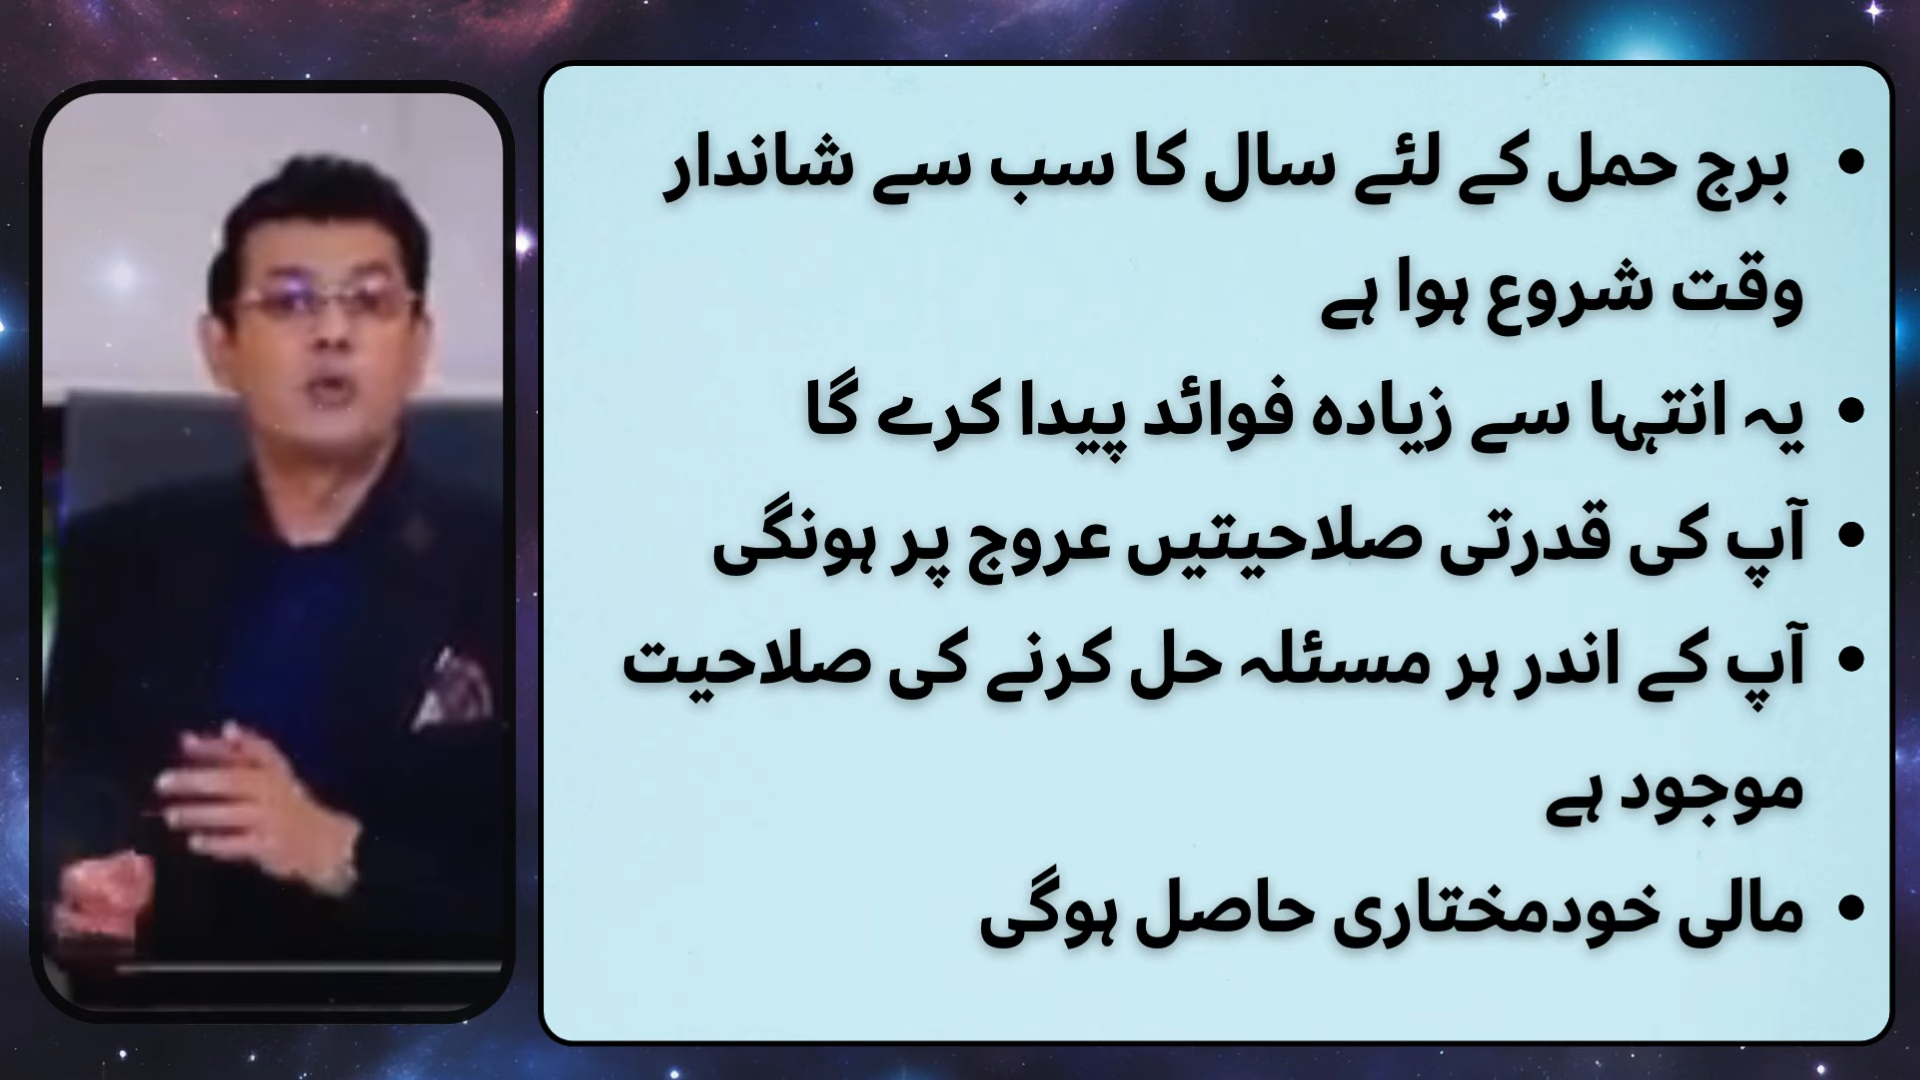 • برج حمل کے لئے سال کا سب سے شاندار
وقت شروع ہوا ہے
• یہ انتہا سے زیادہ فوائد پیدا کرے گا
• آپ کی قدرتی صلاحیتیں عروج پر ہونگی
• آپ کے اندر ہر مسئلہ حل کرنے کی صلاحیت
موجود ہے
• مالی خودمختاری حاصل ہوگی